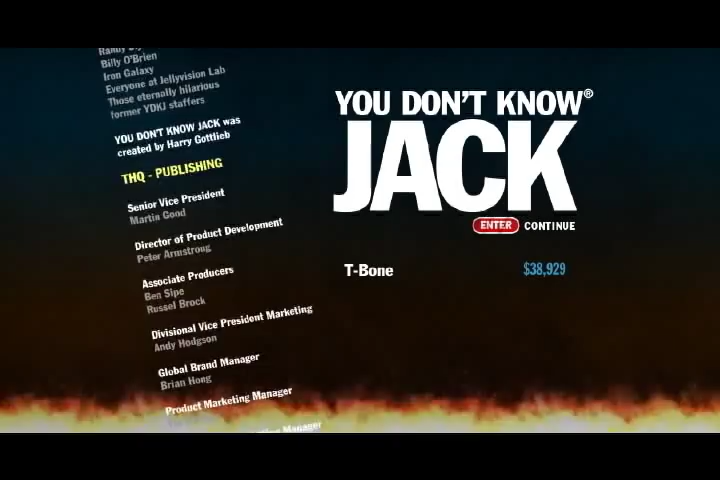 Billy O'Brien
Iron Galaxy
Everyone at Jellyvision Lab
Those eternally hilarious
former YDKJ staffers
YOU DON'T KNOW JACK was
created by Harry Gottlieb
THQ - PUBLISHING
Senior Vice President
Martin Good
Director of Product Development
Peter Armstrong
Associate Producers
Ben Sipe
Russel Brock
Divisional Vice President Marketing
Andy Hodgson
Global Brand Manager
Brian Hong
Product Marketing Manager
Manager
YOU DON'T KNOW®
JACK
ENTER CONTINUE
T-Bone $38,929